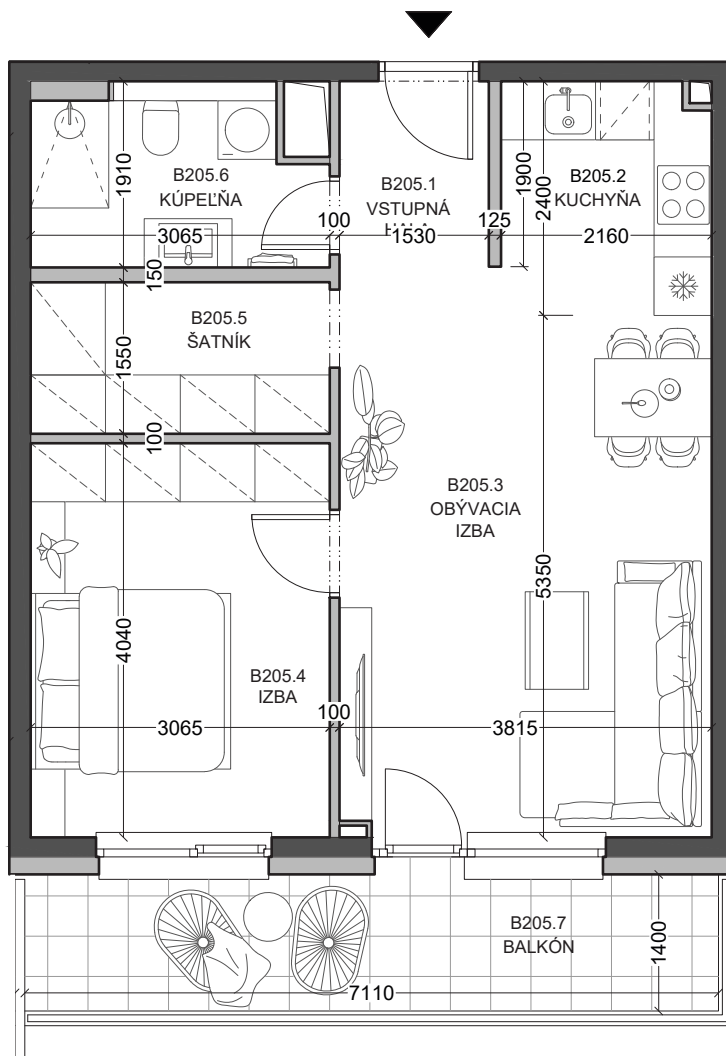 B205.6
KÚPEĽŇA
1910
3065
150
100
B205.1
VSTUPNÁ
1530
125
1900
2400
B205.2
KUCHYŇA
2160
B205.5
ŠATNÍK
1550
100
B205.3
OBÝVACIA
IZBA
5350
4040
B205.4
IZBA
3065
100
3815
B205.7
BALKÓN
1400
7110